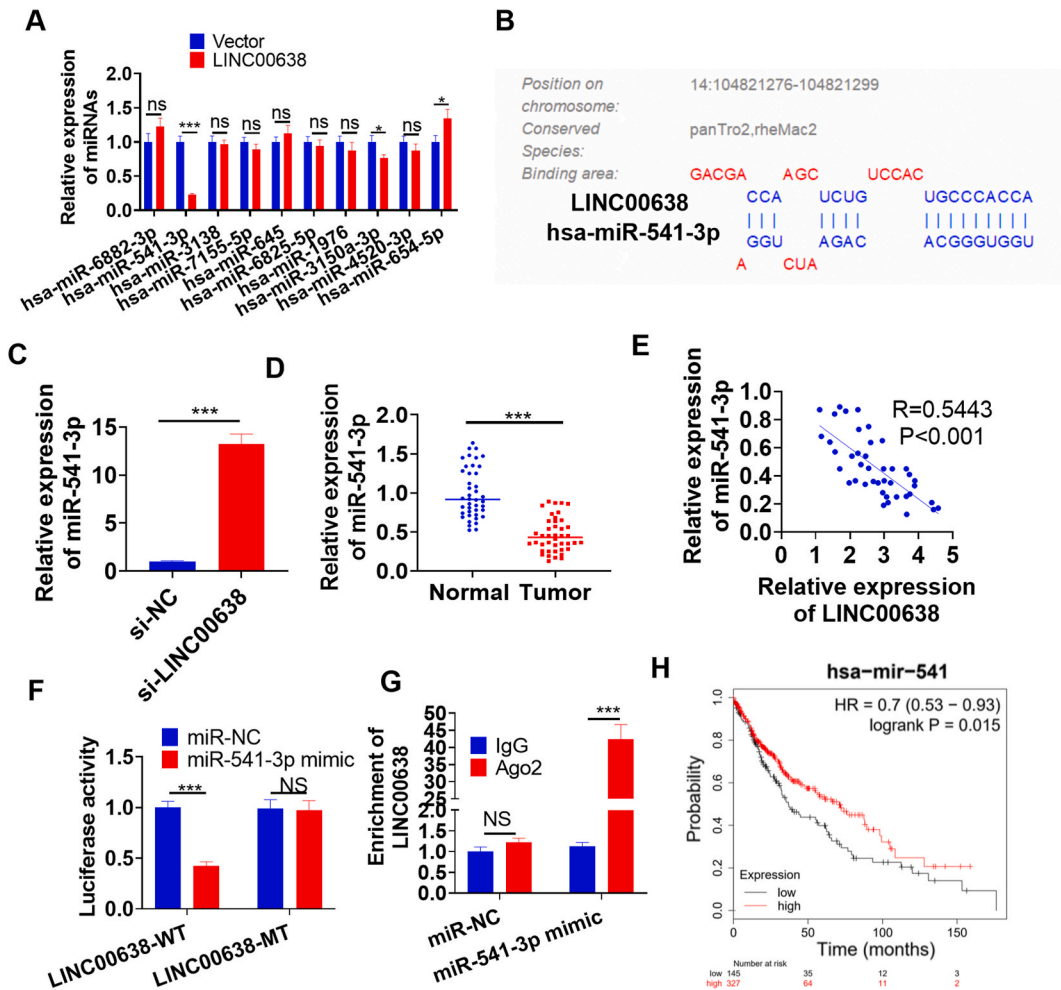 A
Vector
LINC00638
Relative expression
of miRNAs
2.0
1.5
1.0
0.5
0.0
ns
***
ns
ns
ns
ns
ns
*
ns
*
hsa-miR-6882-3p
hsa-miR-541-3p
hsa-miR-3138
hsa-miR-7155-5p
hsa-miR-645
hsa-miR-6825-5p
hsa-miR-1976
hsa-miR-3150a-3p
hsa-miR-4520-3p
hsa-miR-654-5p
B
Position on chromosome:
14:104821276-104821299
Conserved Species:
panTro2,rheMac2
Binding area:
GACGA AGC UUCCAC
LINC00638
CCA UCUG UGCCCACCA
hsa-miR-541-3p
GGU AGAC ACGGGUGGU
A CUA
C
Relative expression
of miR-541-3p
15
10
5
0
***
si-NC
si-LINC00638
D
Relative expression
of miR-541-3p
2.0
1.5
1.0
0.5
0.0
***
Normal Tumor
E
Relative expression
of miR-541-3p
1.0
0.8
0.6
0.4
0.2
0.0
R=0.5443
P<0.001
0 1 2 3 4 5
Relative expression
of LINC00638
F
miR-NC
miR-541-3p mimic
Luciferase activity
1.5
1.0
0.5
0.0
***
NS
LINC00638-WT
LINC00638-MT
G
IgG
Ago2
Enrichment of
LINC00638
50
45
40
35
30
25
2.0
1.5
1.0
0.5
0.0
NS
***
miR-NC
miR-541-3p mimic
H
hsa−mir−541
HR = 0.7 (0.53 − 0.93)
logrank P = 0.015
Probability
1.0
0.8
0.6
0.4
0.2
0.0
Expression
low
high
0 50 100 150
Time (months)
Number at risk
low 145 35 12 3
high 327 64 11 2